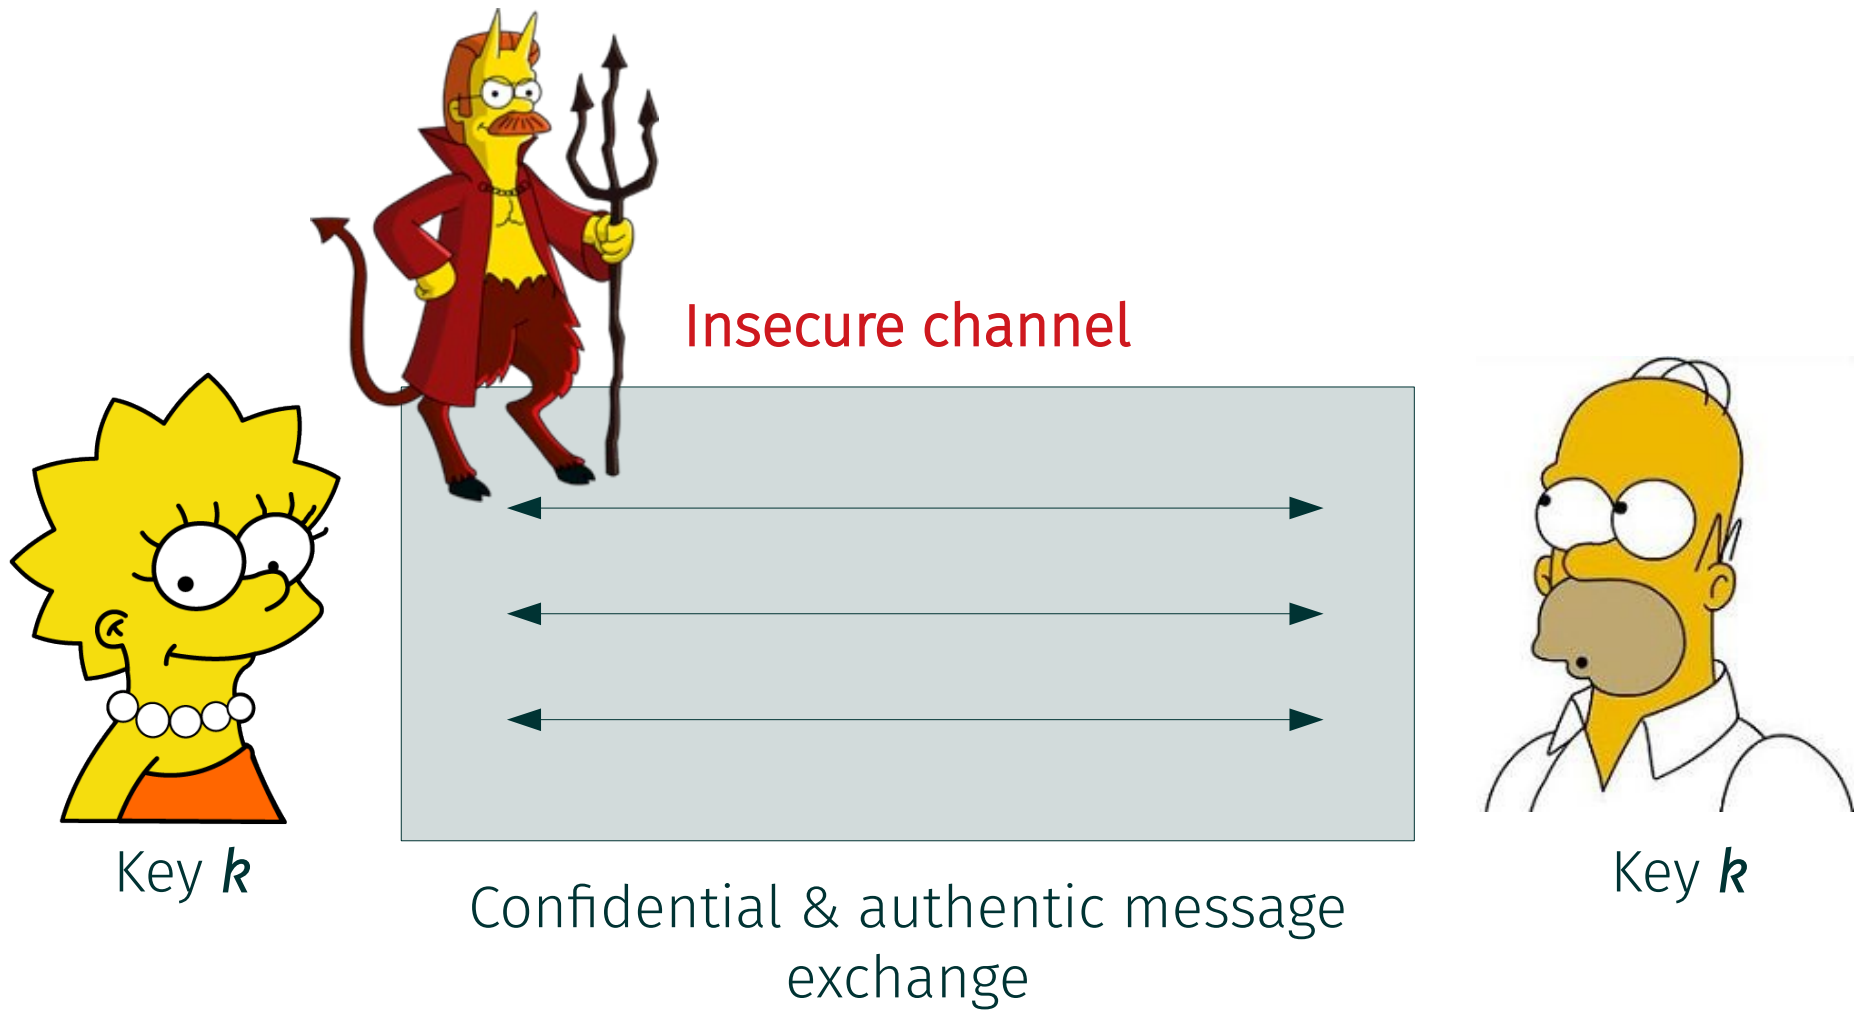 Insecure channel
Key k
Key k
Confidential & authentic message
exchange